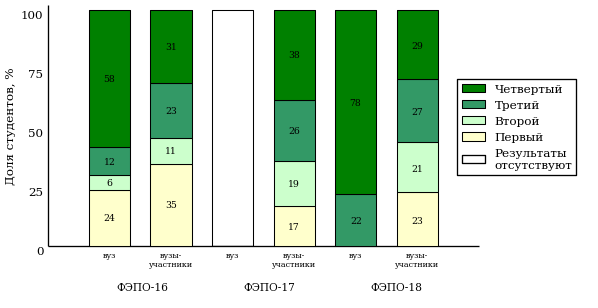 100
75
50
25
0
Доля студентов, %
58
12
6
24
31
23
11
35
38
26
19
17
78
22
29
27
21
23
вуз
вузы-
участники
вуз
вузы-
участники
вуз
вузы-
участники
ФЭПО-16
ФЭПО-17
ФЭПО-18
Четвертый
Третий
Второй
Первый
Результаты
отсутствуют